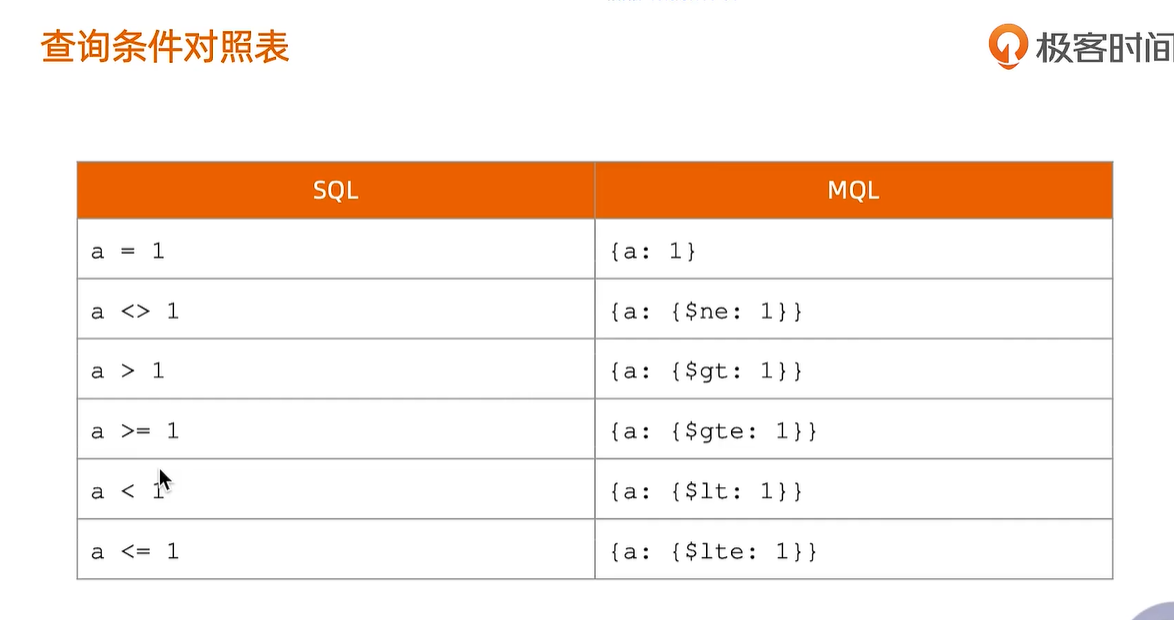 查询条件对照表
极客时间
SQL MQL
a = 1 {a: 1}
a <> 1 {a: {$ne: 1}}
a > 1 {a: {$gt: 1}}
a >= 1 {a: {$gte: 1}}
a < 1 {a: {$lt: 1}}
a <= 1 {a: {$lte: 1}}